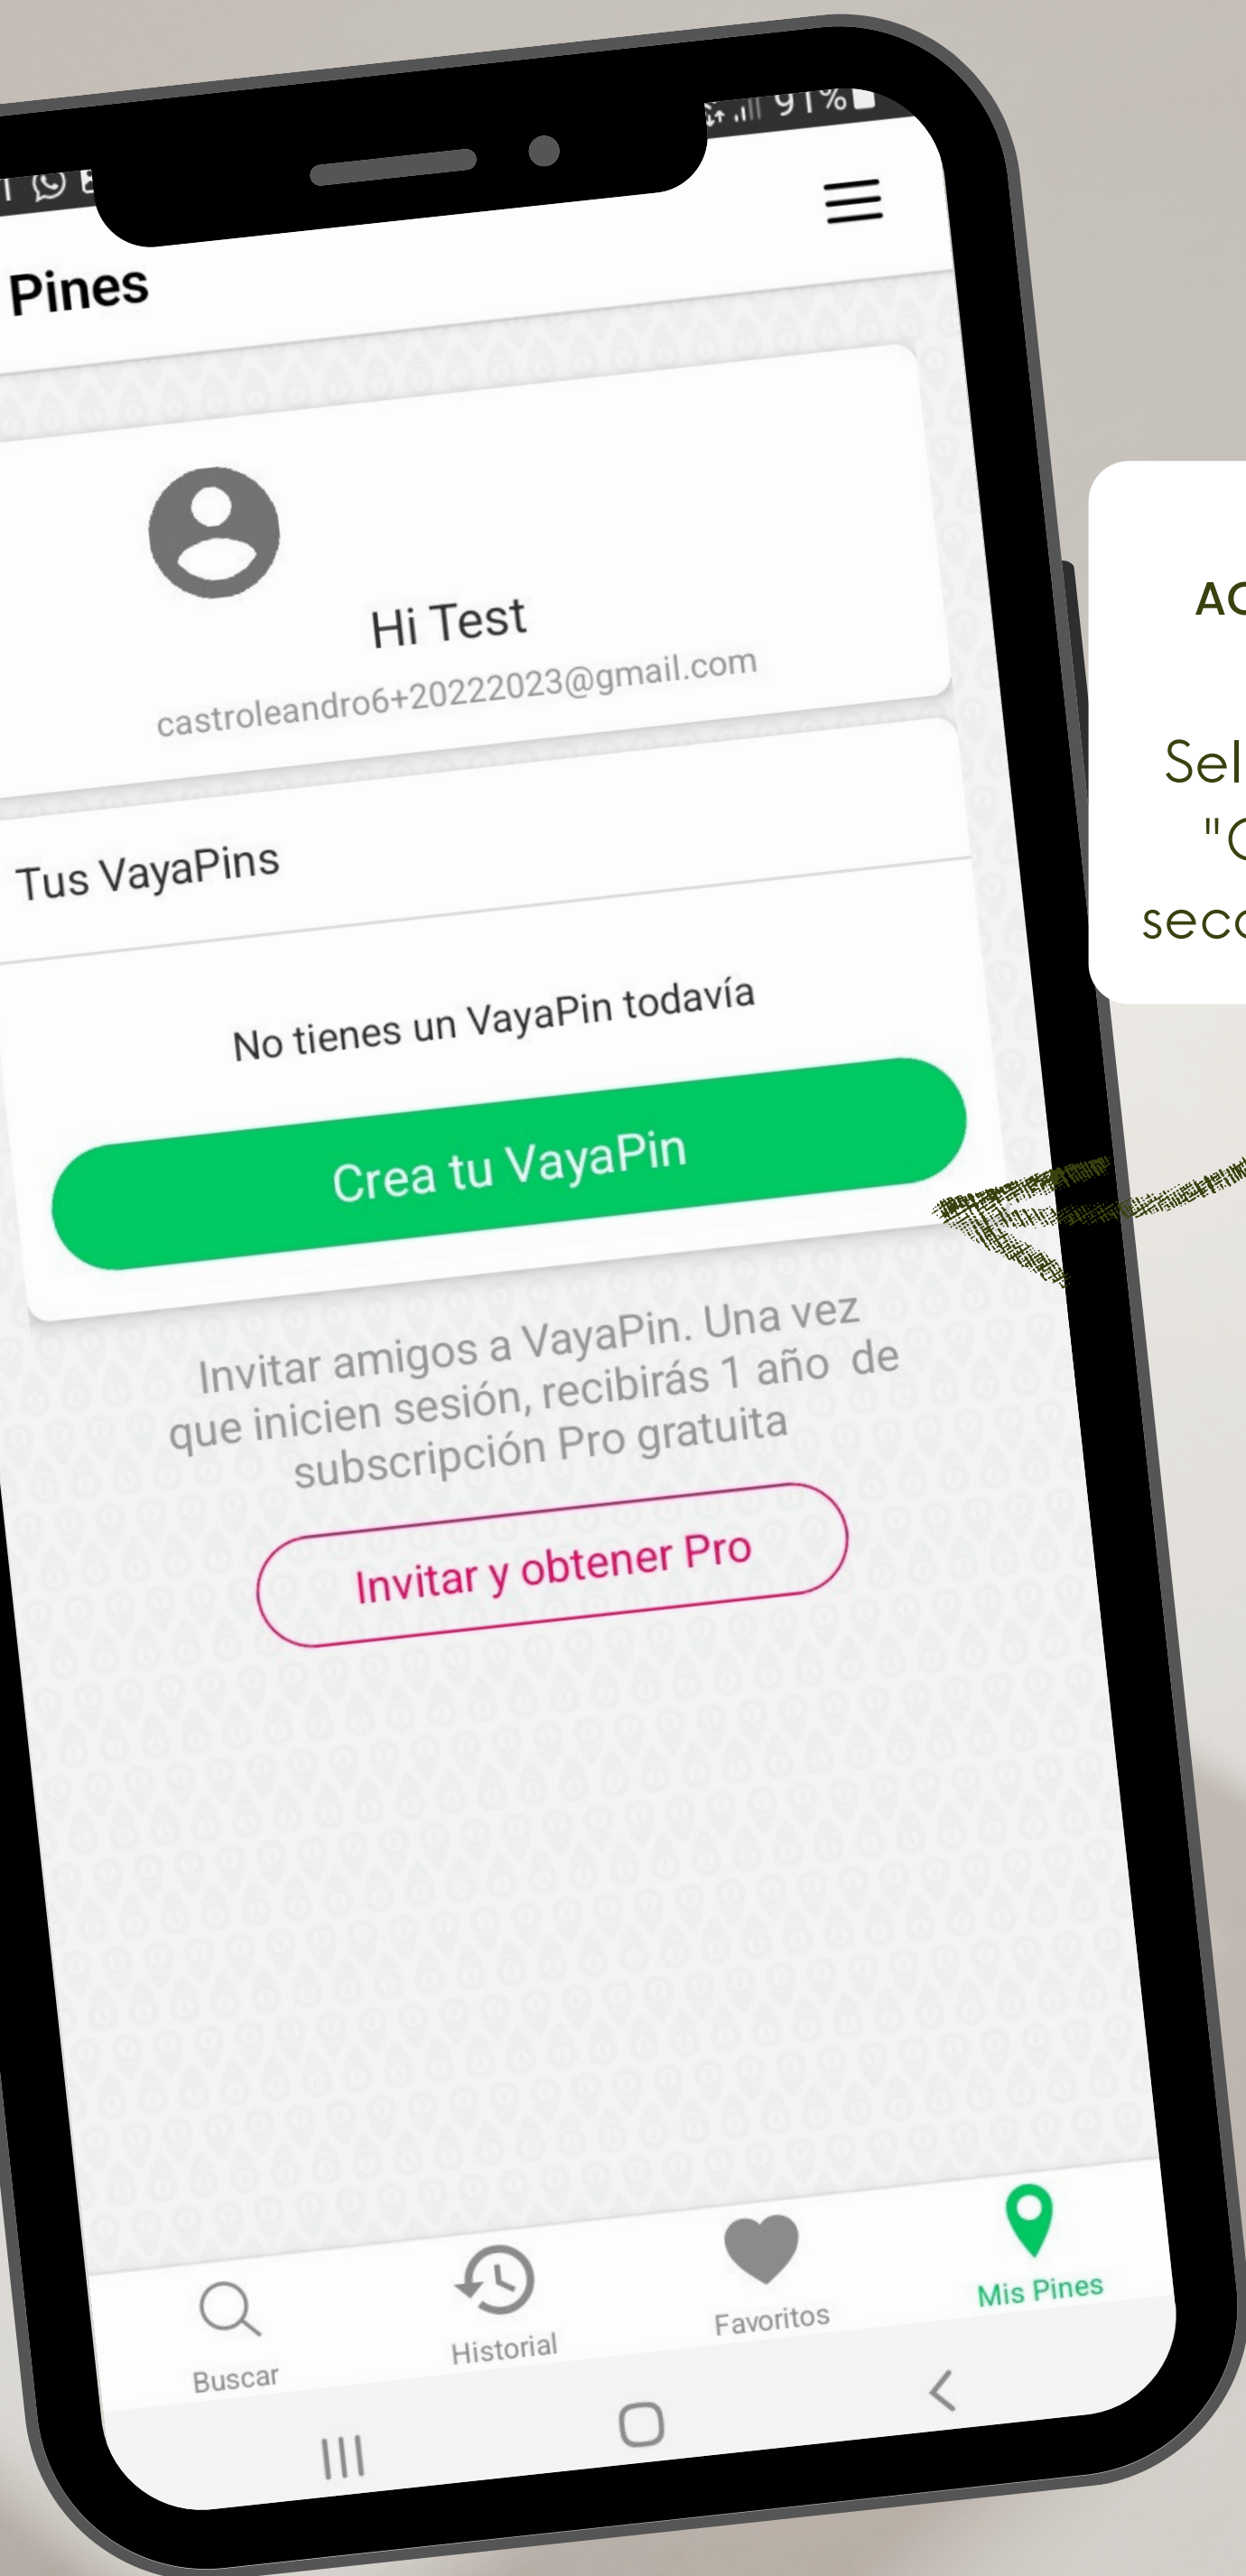 91%
Pines
Hi Test
castroleandro6+20222023@gmail.com
Tus VayaPins
No tienes un VayaPin todavía
Crea tu VayaPin
Invitar amigos a VayaPin. Una vez
que inicien sesión, recibirás 1 año de
subscripción Pro gratuita
Invitar y obtener Pro
Buscar
Historial
Favoritos
Mis Pines